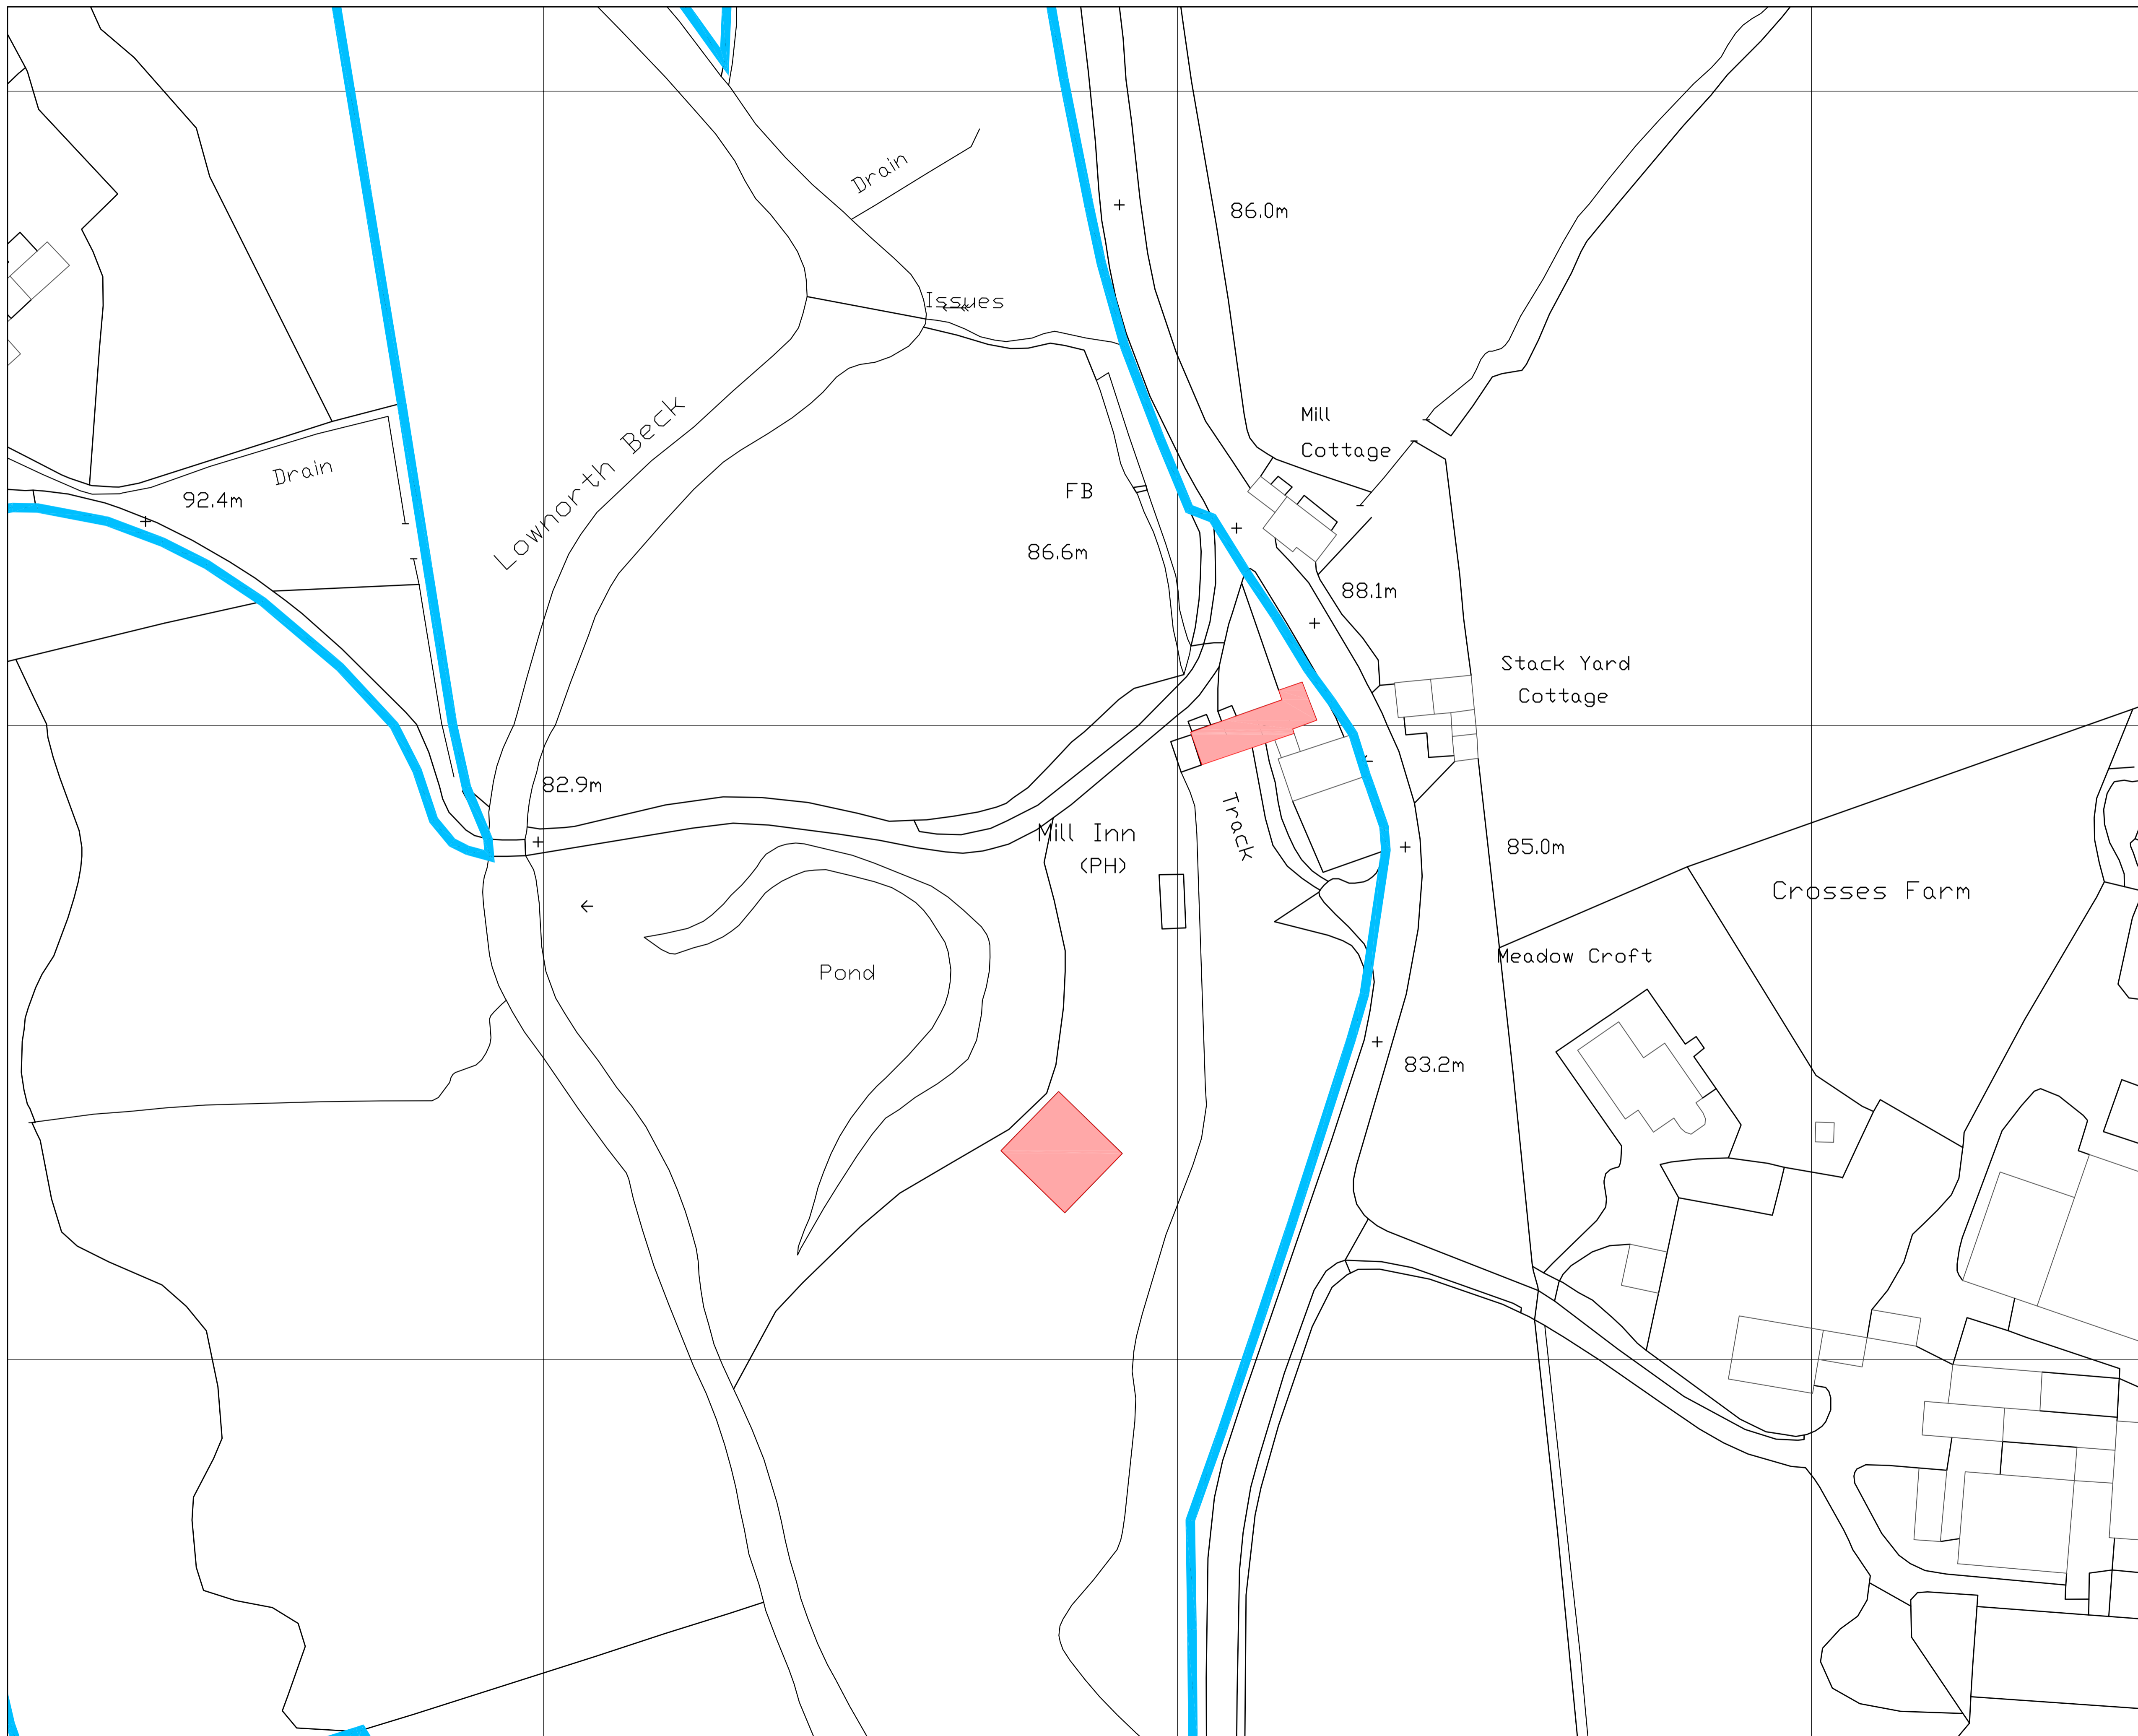 Drain
86.0m
Issues
Mill
Cottage
Lownorth Beck
Drain
92.4m
FB
86.6m
88.1m
Stack Yard
Cottage
82.9m
Mill Inn
(PH)
Track
85.0m
Crosses Farm
Meadow Croft
Pond
83.2m